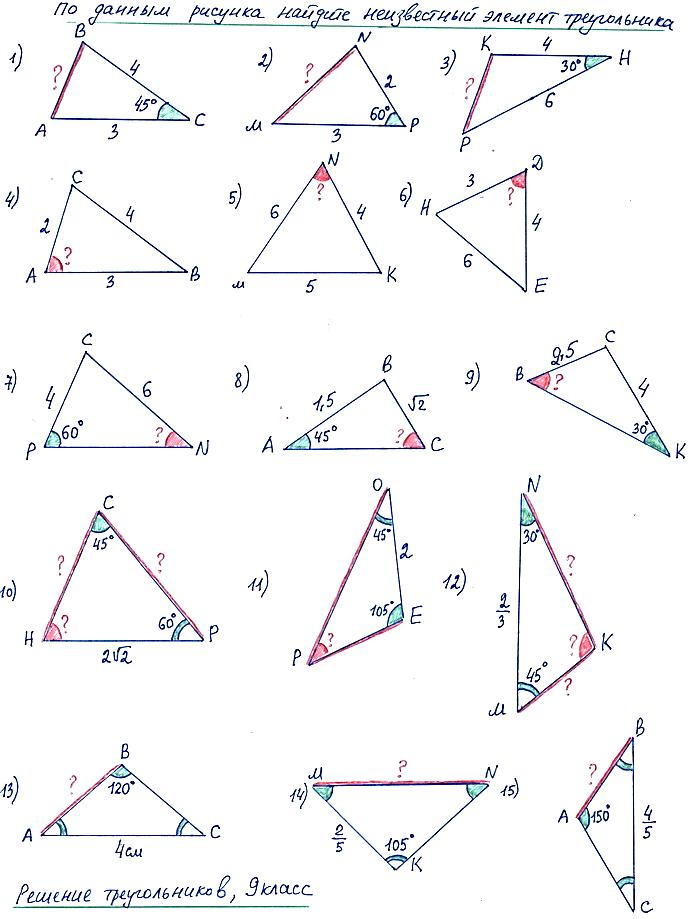 По данным рисунка найдите неизвестный элемент треугольника
1) B ? 4 45° A 3 C
2) N ? 2 60° M 3 P
3) K 4 H 30° ? 6 P
4) C 2 4 A ? 3 B
5) N ? 6 4 M 5 K
6) D 3 ? H 4 6 E
7) C 4 6 P 60° ? N
8) B 1,5 √2 A 45° ? C
9) C 2,5 B ? 4 30° K
10) C 45° ? ? H ? 60° P 2√2
11) O 45° 2 105° E P ?
12) N 30° ? 2/3 ? K 45° M ?
13) B ? 120° A C 4см
14) M ? N 2/5 105° K
15) B ? A 150° 4/5 C
Решение треугольников, 9класс